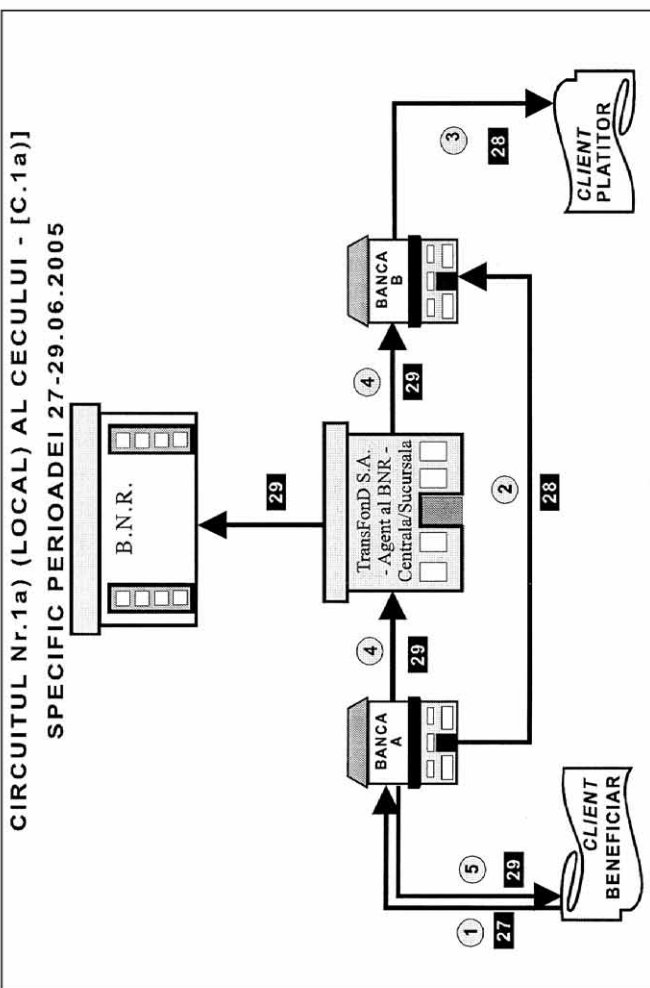 CIRCUITUL Nr.1a) (LOCAL) AL CECULUI - [C.1a)]
SPECIFIC PERIOADEI 27-29.06.2005
B.N.R.
29
TransFonD S.A.
- Agent al BNR -
Centrala/Sucursala
BANCA
A
4
29
4
29
BANCA
B
1
27
5
29
2
28
3
28
CLIENT
BENEFICIAR
CLIENT
PLATITOR